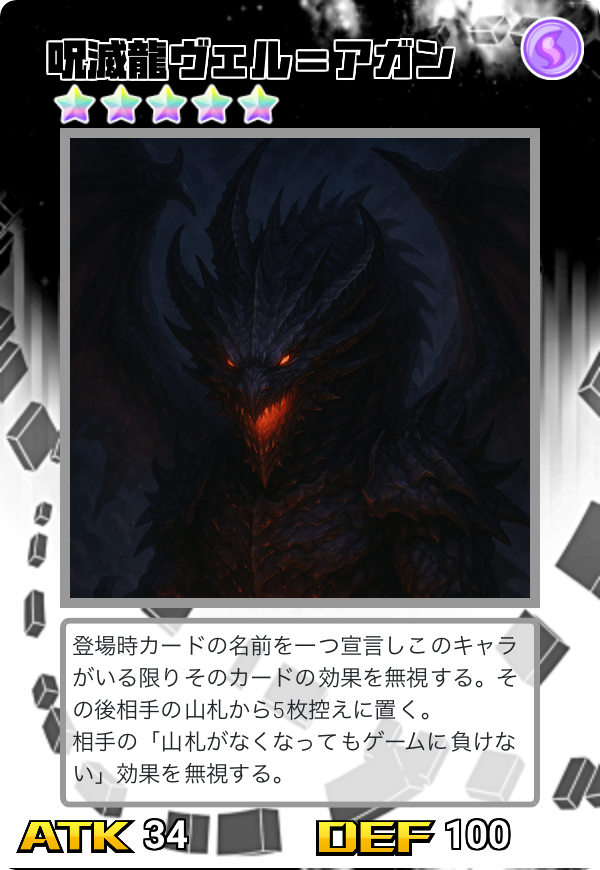 呪滅龍ヴェル＝アガン
登場時カードの名前を一つ宣言しこのキャラ
がいる限りそのカードの効果を無視する。そ
の後相手の山札から5枚控えに置く。
相手の「山札がなくなってもゲームに負けな
い」効果を無視する。
ATK 34 DEF 100